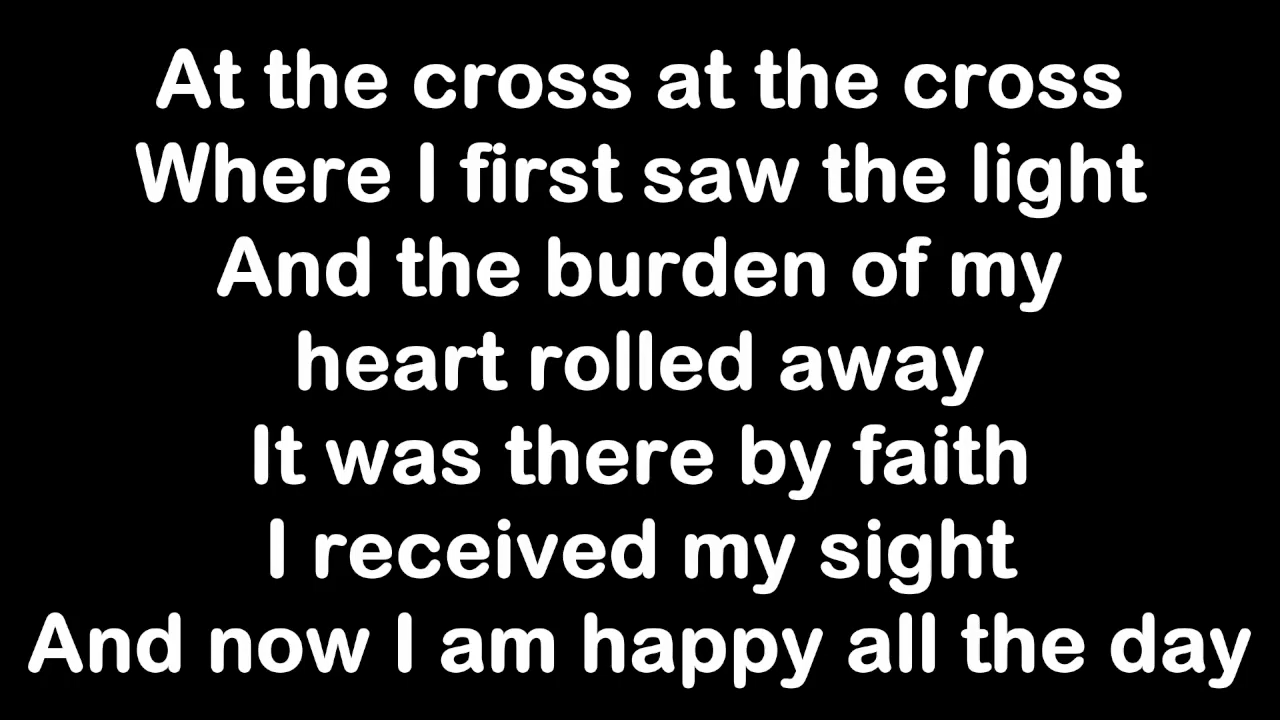 At the cross at the cross
Where I first saw the light
And the burden of my
heart rolled away
It was there by faith
I received my sight
And now I am happy all the day